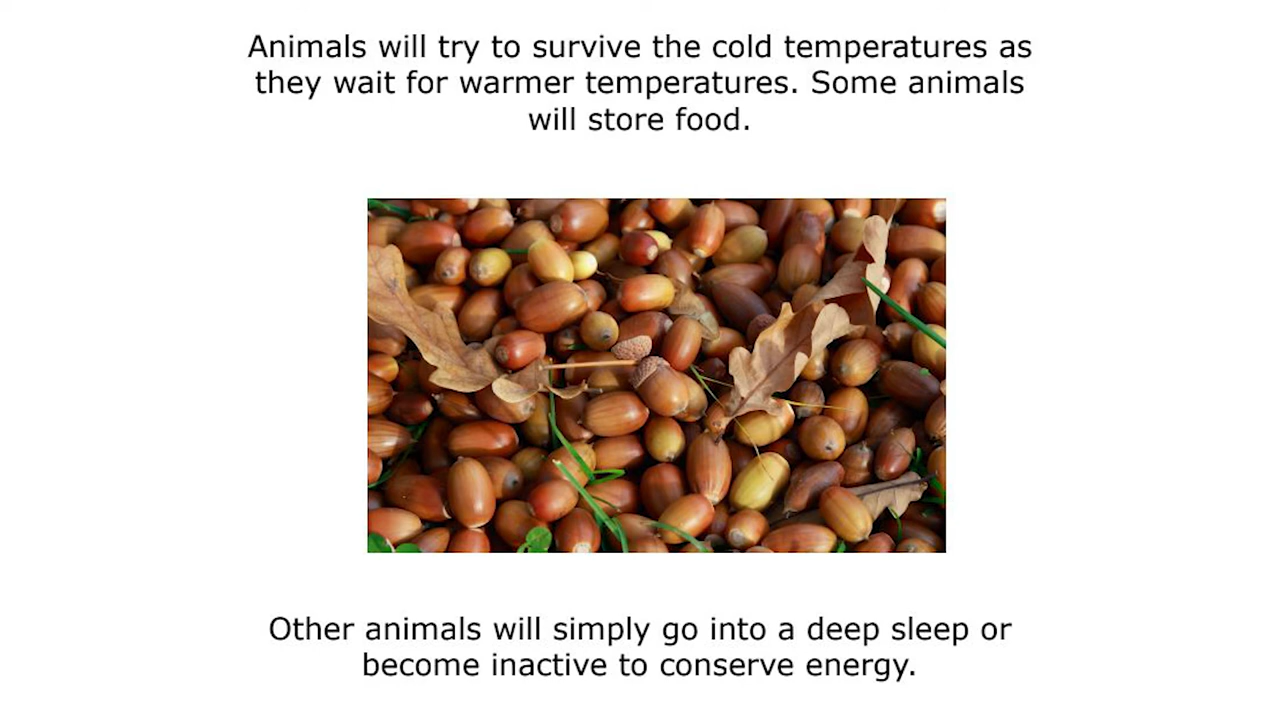 Animals will try to survive the cold temperatures as
they wait for warmer temperatures. Some animals
will store food.
Other animals will simply go into a deep sleep or
become inactive to conserve energy.